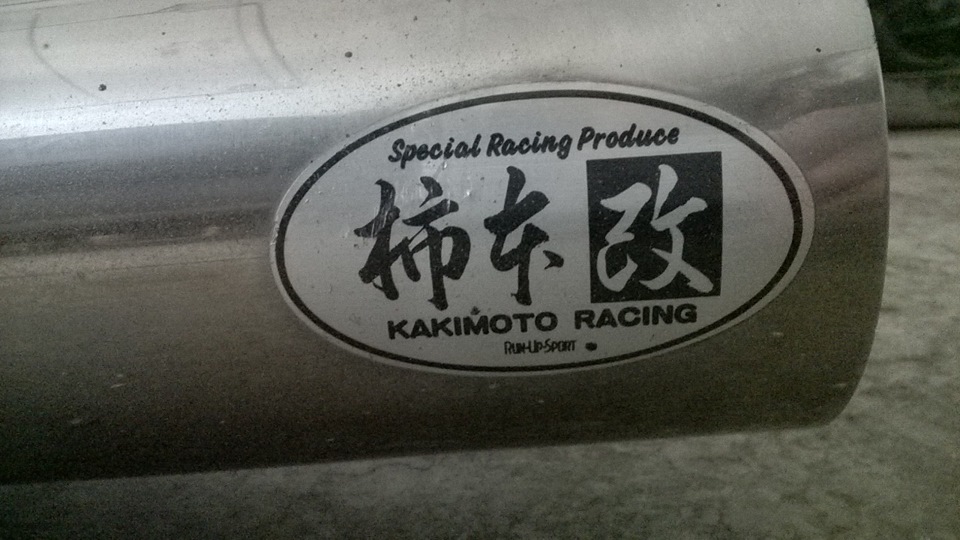 Special Racing Produce
柿本改
KAKIMOTO RACING
RUN-UP-SPORT